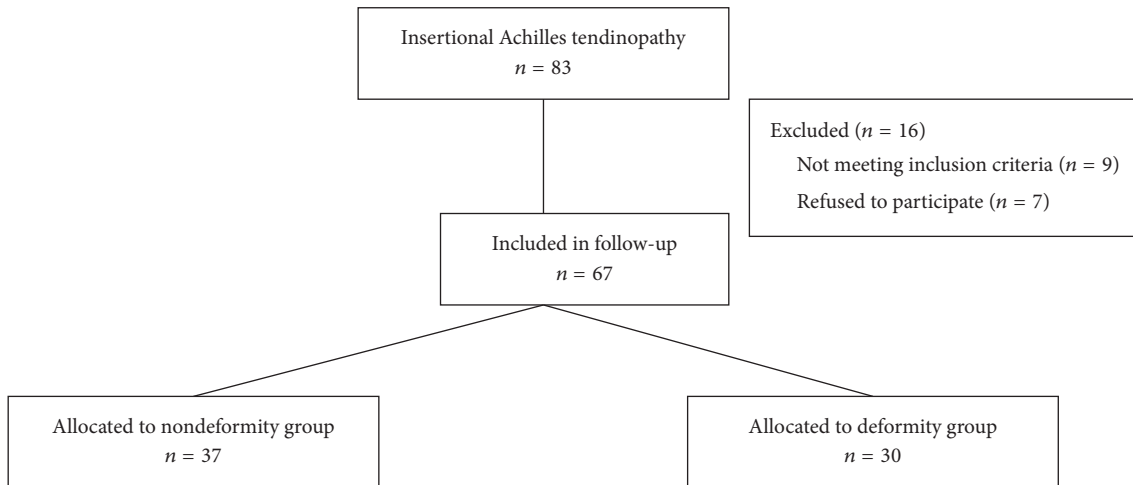 Insertional Achilles tendinopathy
n = 83
Excluded (n = 16)
Not meeting inclusion criteria (n = 9)
Refused to participate (n = 7)
Included in follow-up
n = 67
Allocated to nondeformity group
n = 37
Allocated to deformity group
n = 30